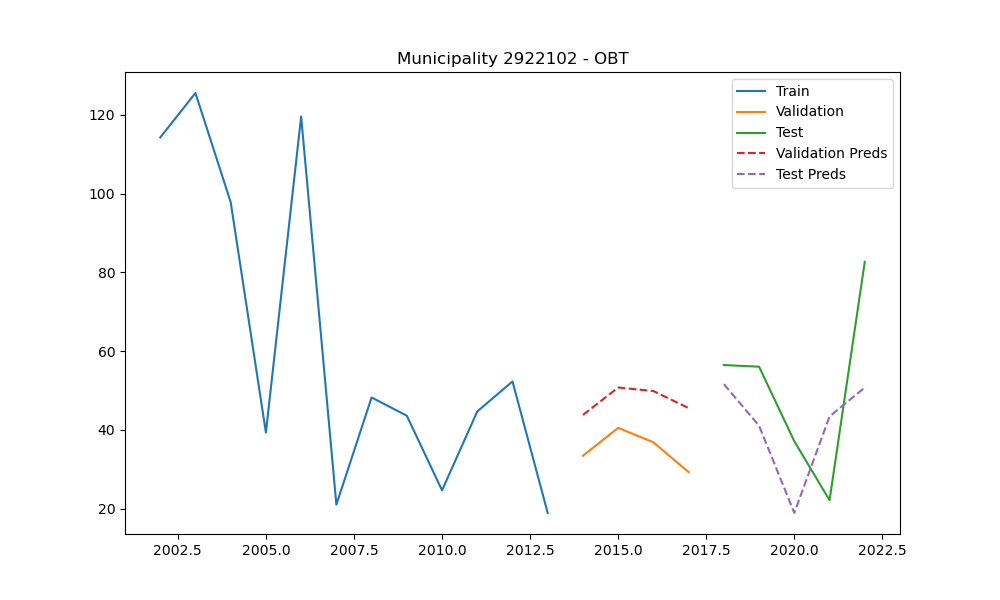 Municipality 2922102 - OBT
Train
Validation
Test
Validation Preds
Test Preds
120
100
80
60
40
20
2002.5 2005.0 2007.5 2010.0 2012.5 2015.0 2017.5 2020.0 2022.5